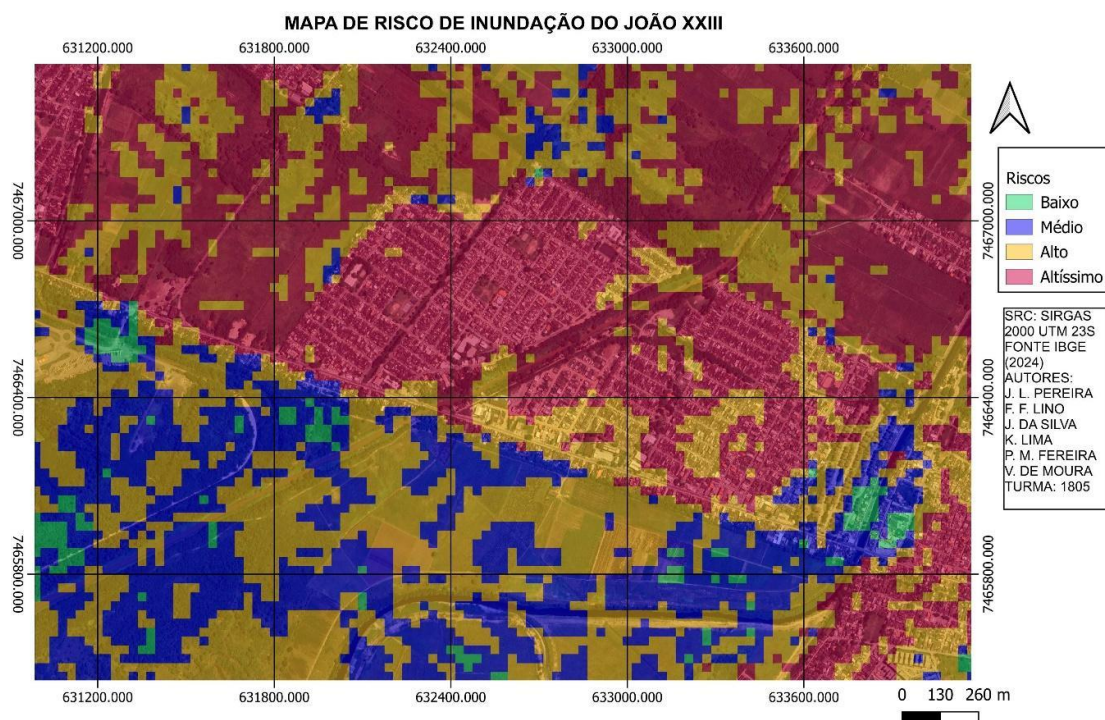 MAPA DE RISCO DE INUNDAÇÃO DO JOÃO XXIII
631200.000 631800.000 632400.000 633000.000 633600.000
7467000.000 7467000.000
7466400.000 7466400.000
7465800.000 7465800.000
Riscos
Baixo
Médio
Alto
Altíssimo
SRC: SIRGAS
2000 UTM 23S
FONTE IBGE
(2024)
AUTORES:
J. L. PEREIRA
F. F. LINO
J. DA SILVA
K. LIMA
P. M. FEREIRA
V. DE MOURA
TURMA: 1805
631200.000 631800.000 632400.000 633000.000 633600.000
0 130 260 m